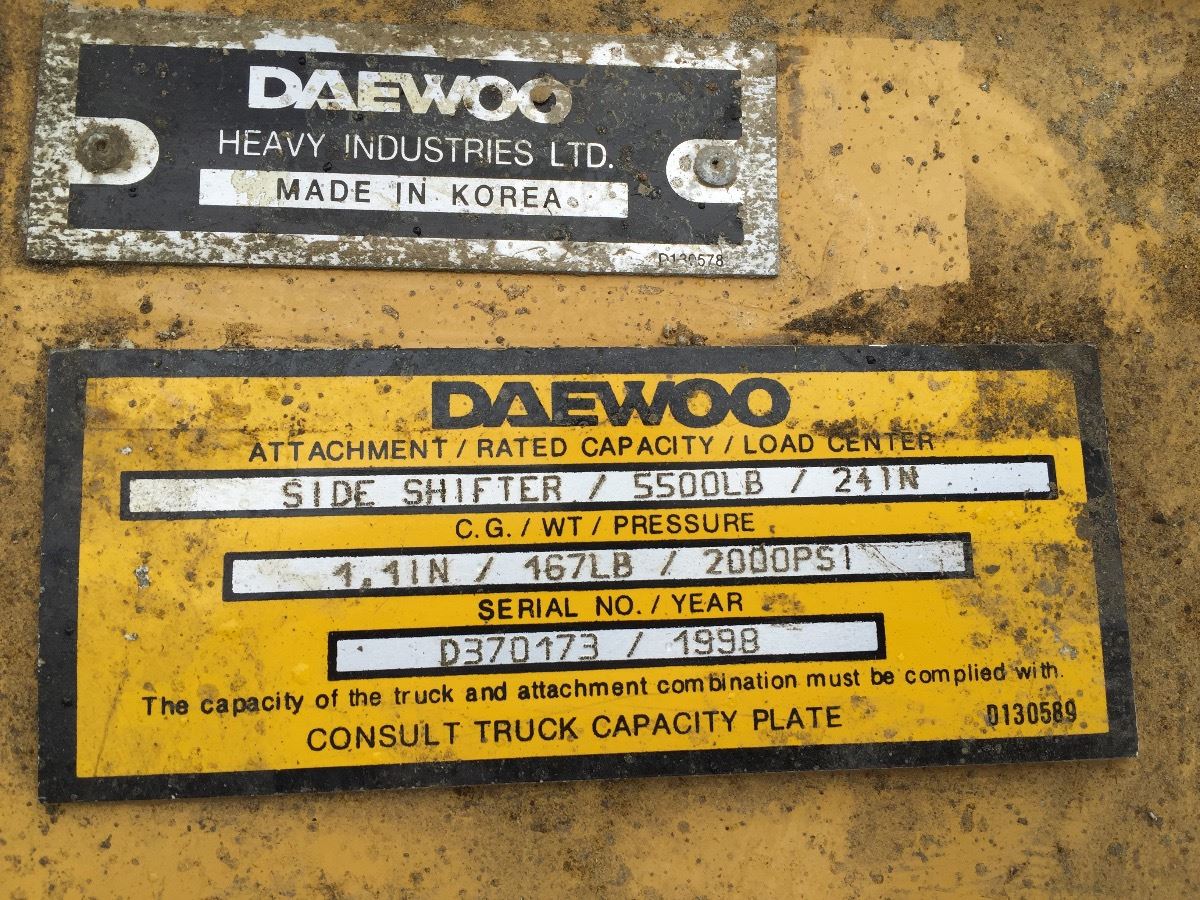 DAEWOO
HEAVY INDUSTRIES LTD.
MADE IN KOREA
D130578
DAEWOO
ATTACHMENT / RATED CAPACITY / LOAD CENTER
SIDE SHIFTER / 5500LB / 24IN
C.G. / WT / PRESSURE
1.1IN / 167LB / 2000PSI
SERIAL NO. / YEAR
D370173 / 1998
The capacity of the truck and attachment combination must be complied with.
CONSULT TRUCK CAPACITY PLATE
D130589